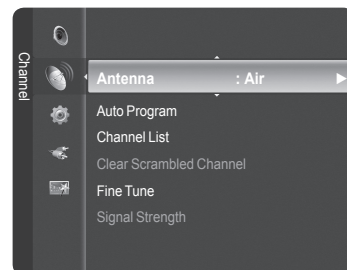 Channel
Antenna : Air
Auto Program
Channel List
Clear Scrambled Channel
Fine Tune
Signal Strength